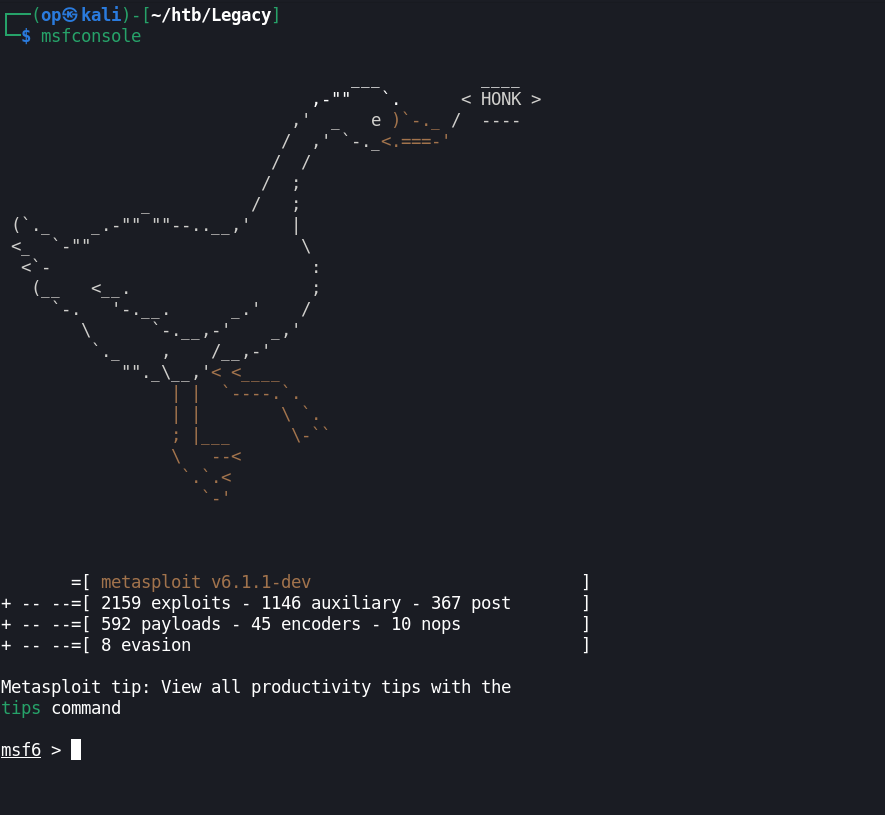 (op㉿kali)-[~/htb/Legacy]
$ msfconsole
< HONK >
=[ metasploit v6.1.1-dev ]
+ -- --=[ 2159 exploits - 1146 auxiliary - 367 post ]
+ -- --=[ 592 payloads - 45 encoders - 10 nops ]
+ -- --=[ 8 evasion ]
Metasploit tip: View all productivity tips with the
tips command
msf6 >